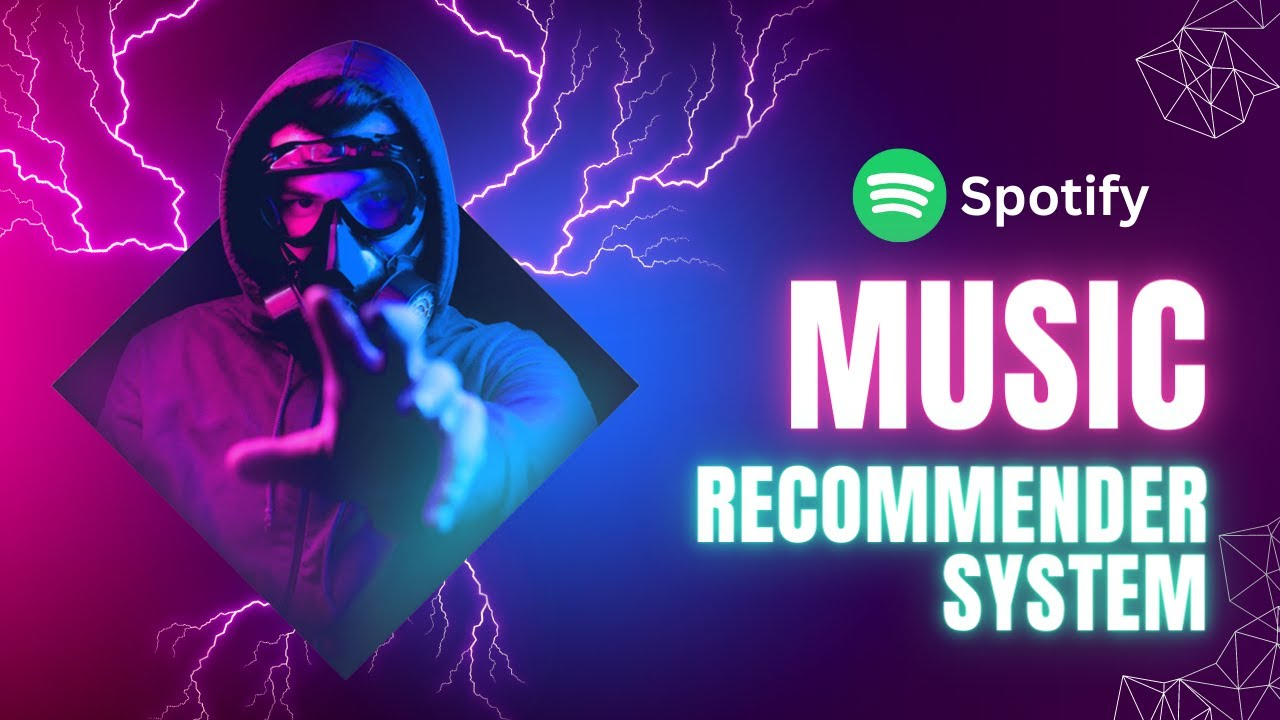 Spotify
MUSIC
RECOMMENDER
SYSTEM